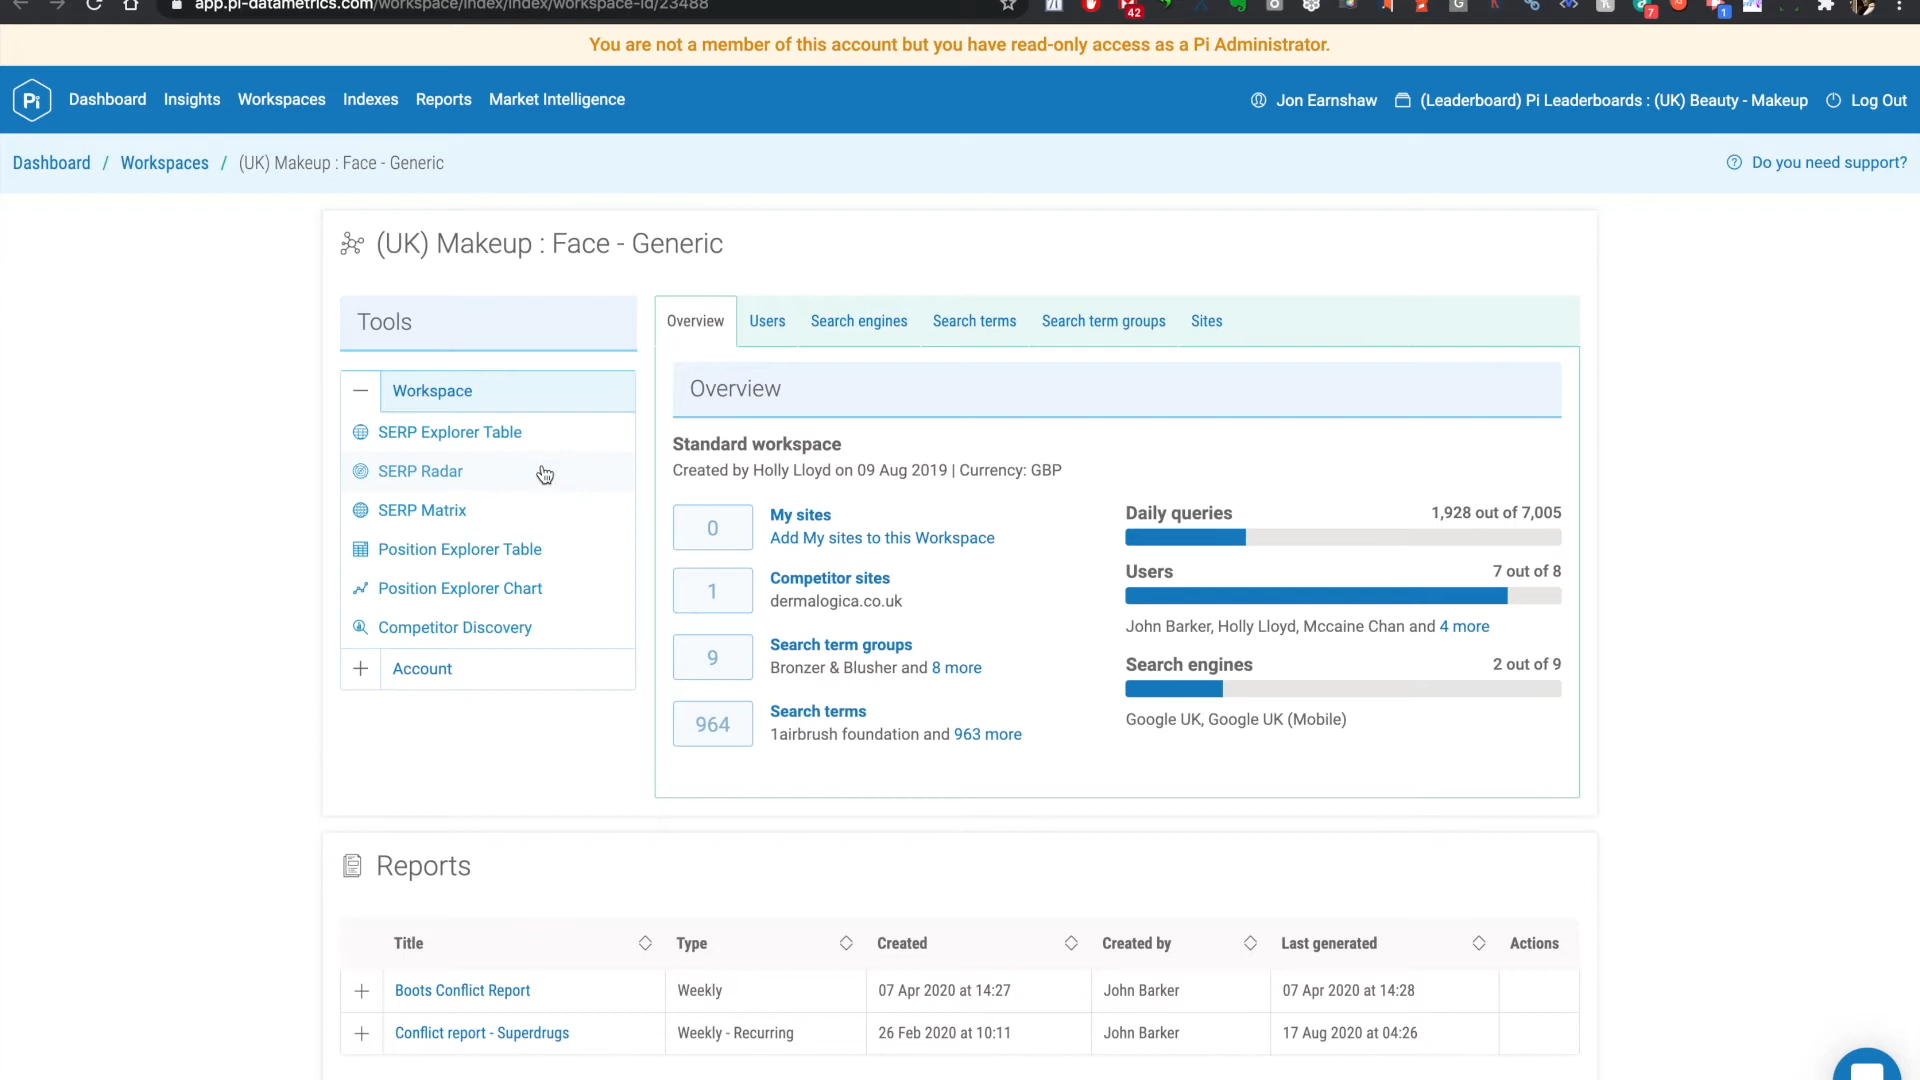 app.pi-datametrics.com/workspace/index/index/workspace-id/23488
42
G
7
1
You are not a member of this account but you have read-only access as a Pi Administrator.
Pi
Dashboard
Insights
Workspaces
Indexes
Reports
Market Intelligence
Jon Earnshaw
(Leaderboard) Pi Leaderboards : (UK) Beauty - Makeup
Log Out
Dashboard / Workspaces / (UK) Makeup : Face - Generic
Do you need support?
(UK) Makeup : Face - Generic
Tools
Workspace
SERP Explorer Table
SERP Radar
SERP Matrix
Position Explorer Table
Position Explorer Chart
Competitor Discovery
Account
Overview
Users
Search engines
Search terms
Search term groups
Sites
Overview
Standard workspace
Created by Holly Lloyd on 09 Aug 2019 | Currency: GBP
0
My sites
Add My sites to this Workspace
1
Competitor sites
dermalogica.co.uk
9
Search term groups
Bronzer & Blusher and 8 more
964
Search terms
1airbrush foundation and 963 more
Daily queries
1,928 out of 7,005
Users
7 out of 8
John Barker, Holly Lloyd, Mccaine Chan and 4 more
Search engines
2 out of 9
Google UK, Google UK (Mobile)
Reports
Title
Type
Created
Created by
Last generated
Actions
Boots Conflict Report
Weekly
07 Apr 2020 at 14:27
John Barker
07 Apr 2020 at 14:28
Conflict report - Superdrugs
Weekly - Recurring
26 Feb 2020 at 10:11
John Barker
17 Aug 2020 at 04:26